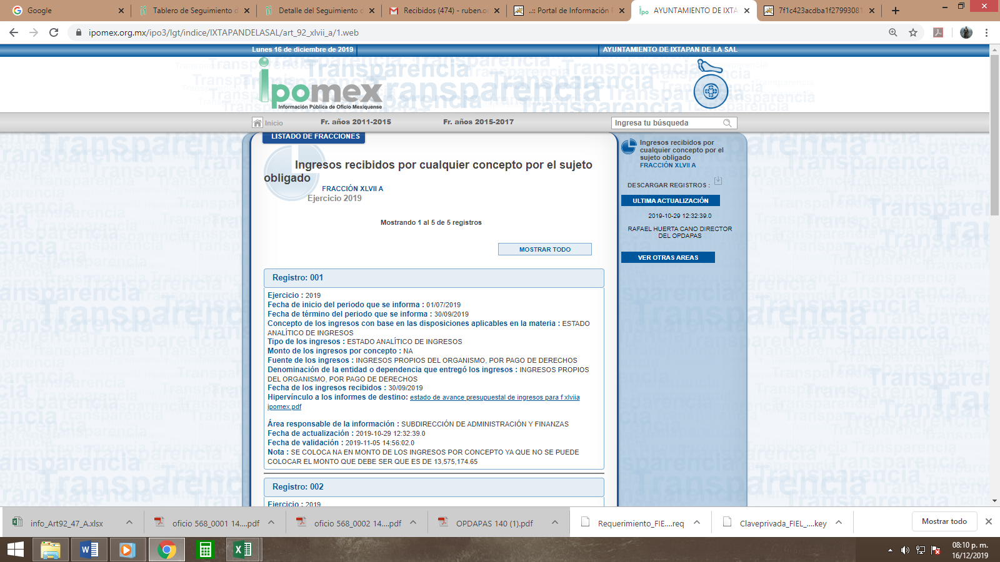 Google
Tablero de Seguimiento d
Detalle del Seguimiento d
Recibidos (474) - ruben.o
..:: Portal de Información P
AYUNTAMIENTO DE IXTA
7f1c423acdba1f27993081
ipomex.org.mx/ipo3/lgt/indice/IXTAPANDELASAL/art_92_xlvii_a/1.web
Lunes 16 de diciembre de 2019
AYUNTAMIENTO DE IXTAPAN DE LA SAL
ipomex
Información Pública de Oficio Mexiquense
Transparencia
Inicio
Fr. años 2011-2015
Fr. años 2015-2017
Ingresa tu búsqueda
LISTADO DE FRACCIONES
Ingresos recibidos por cualquier concepto por el sujeto
obligado
FRACCIÓN XLVII A
Ejercicio 2019
Mostrando 1 al 5 de 5 registros
MOSTRAR TODO
Registro: 001
Ejercicio : 2019
Fecha de inicio del periodo que se informa : 01/07/2019
Fecha de término del periodo que se informa : 30/09/2019
Concepto de los ingresos con base en las disposiciones aplicables en la materia : ESTADO
ANALÍTICO DE INGRESOS
Tipo de los ingresos : ESTADO ANALÍTICO DE INGRESOS
Monto de los ingresos por concepto : NA
Fuente de los ingresos : INGRESOS PROPIOS DEL ORGANISMO, POR PAGO DE DERECHOS
Denominación de la entidad o dependencia que entregó los ingresos : INGRESOS PROPIOS
DEL ORGANISMO, POR PAGO DE DERECHOS
Fecha de los ingresos recibidos : 30/09/2019
Hipervínculo a los informes de destino: estado de avance presupuestal de ingresos para f xlviia
ipomex.pdf
Área responsable de la información : SUBDIRECCIÓN DE ADMINISTRACIÓN Y FINANZAS
Fecha de actualización : 2019-10-29 12:32:39.0
Fecha de validación : 2019-11-05 14:56:02.0
Nota : SE COLOCA NA EN MONTO DE LOS INGRESOS POR CONCEPTO YA QUE NO SE PUEDE
COLOCAR EL MONTO QUE DEBE SER QUE ES DE 13,575,174.65
Registro: 002
Ejercicio : 2019
Ingresos recibidos por
cualquier concepto por el
sujeto obligado
FRACCIÓN XLVII A
DESCARGAR REGISTROS :
ULTIMA ACTUALIZACIÓN
2019-10-29 12:32:39.0
RAFAEL HUERTA CANO DIRECTOR
DEL OPDAPAS
VER OTRAS AREAS
info_Art92_47_A.xlsx
oficio 568_0001 14....pdf
oficio 568_0002 14....pdf
OPDAPAS 140 (1).pdf
Requerimiento_FIE....req
Claveprivada_FIEL_....key
Mostrar todo
08:10 p. m.
16/12/2019